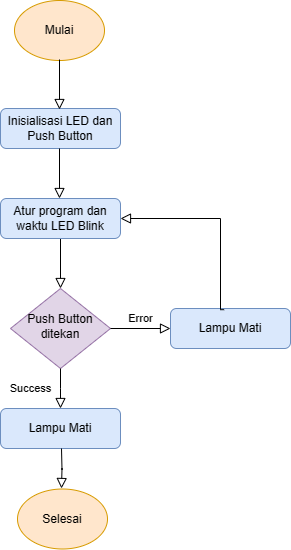 Mulai
Inisialisasi LED dan
Push Button
Atur program dan
waktu LED Blink
Push Button
ditekan
Error
Lampu Mati
Success
Lampu Mati
Selesai